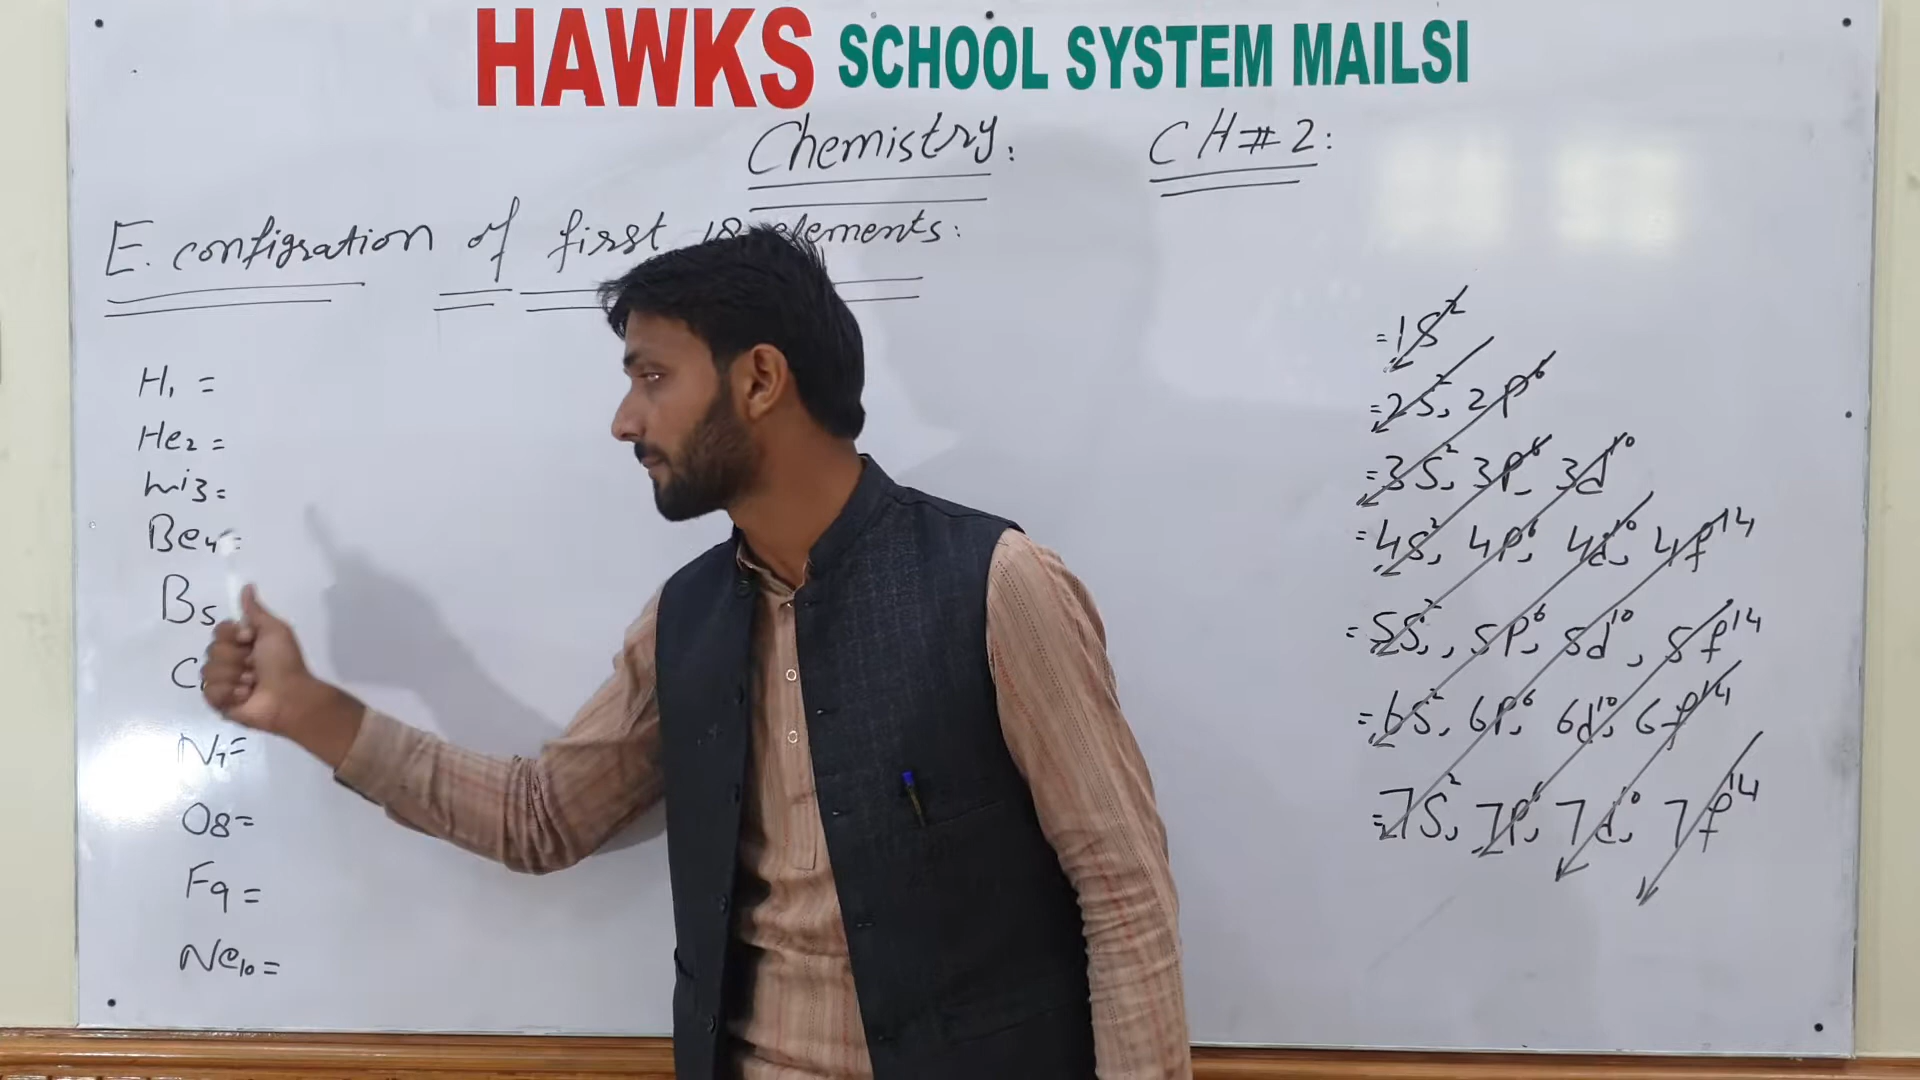 HAWKS SCHOOL SYSTEM MAILSI
Chemistry. CH#2:
E. configration of first 18 elements:
H₁ =
He₂ =
Li₃ =
Be₄ =
B₅
C
N₇ =
O₈ =
F₉ =
Ne₁₀ =
= 1S²
= 2S², 2P⁶
= 3S², 3P⁶, 3d¹⁰
= 4S², 4P⁶, 4d¹⁰, 4f¹⁴
= 5S², 5P⁶, 5d¹⁰, 5f¹⁴
= 6S², 6P⁶, 6d¹⁰, 6f¹⁴
= 7S², 7P⁶, 7d¹⁰, 7f¹⁴